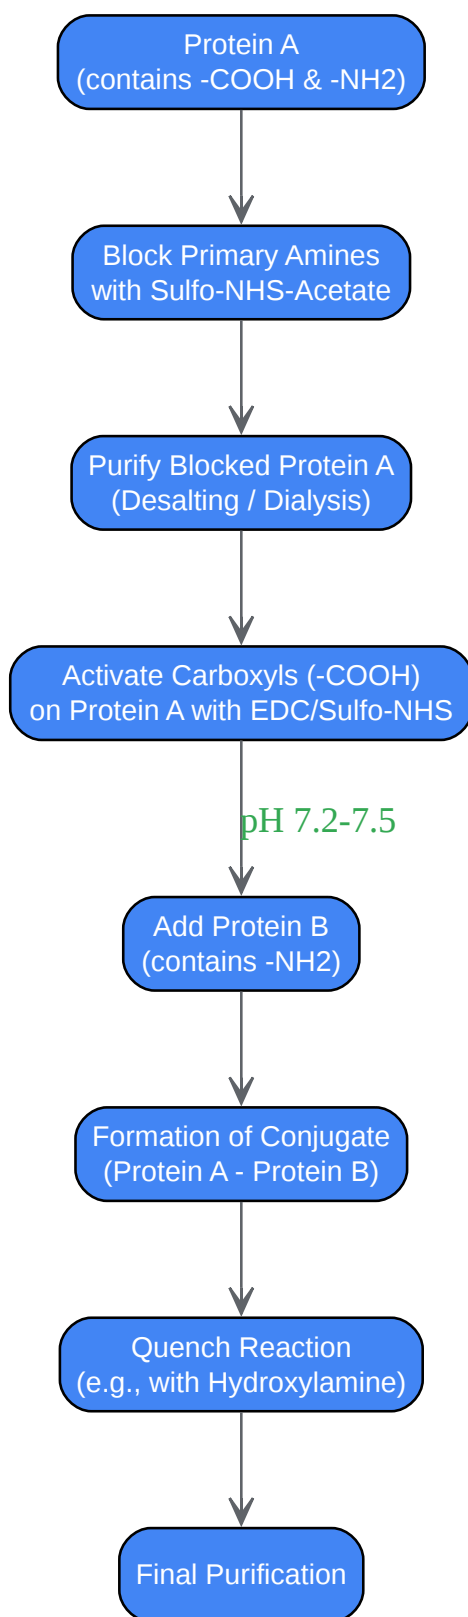 Protein A
(contains -COOH & -NH2)
Block Primary Amines
with Sulfo-NHS-Acetate
Purify Blocked Protein A
(Desalting / Dialysis)
Activate Carboxyls (-COOH)
on Protein A with EDC/Sulfo-NHS
pH 7.2-7.5
Add Protein B
(contains -NH2)
Formation of Conjugate
(Protein A - Protein B)
Quench Reaction
(e.g., with Hydroxylamine)
Final Purification